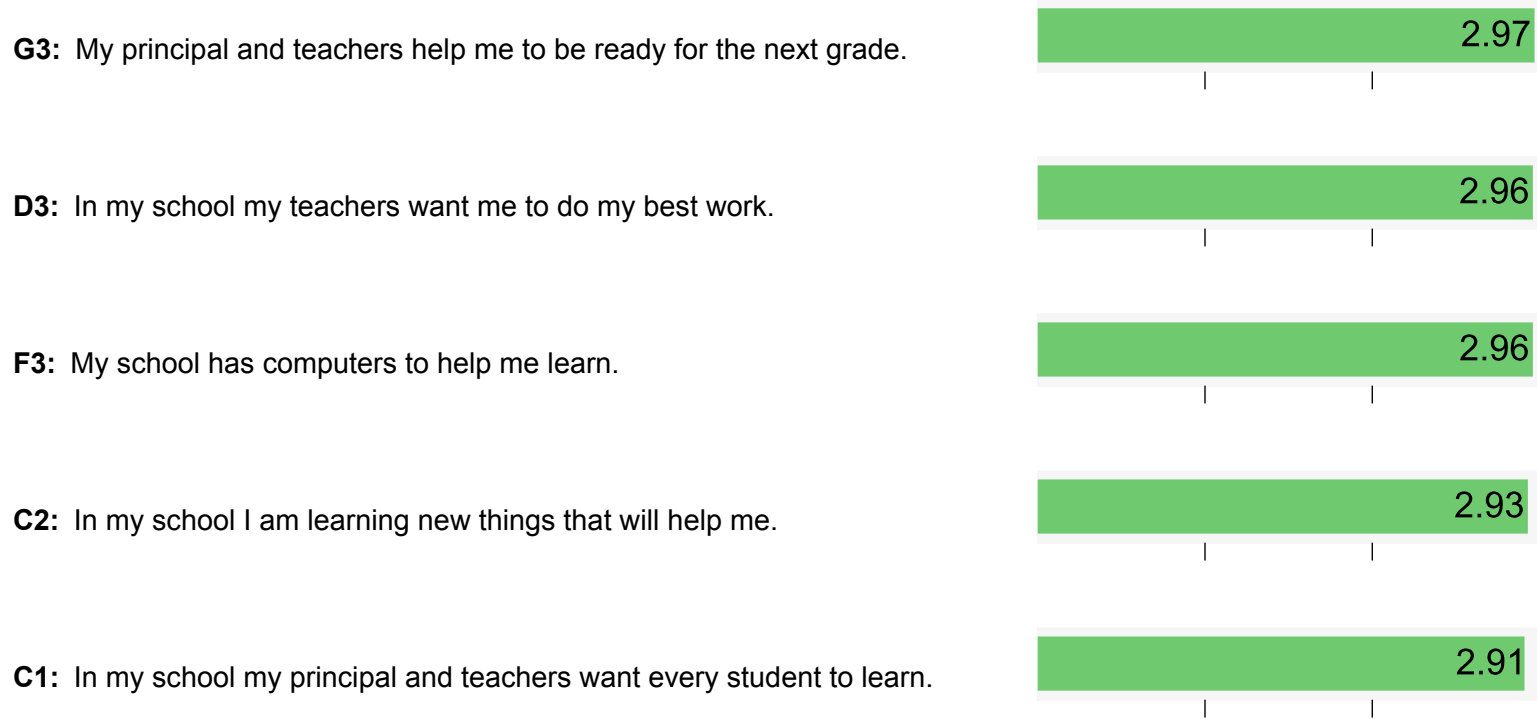 G3: My principal and teachers help me to be ready for the next grade. 2.97
D3: In my school my teachers want me to do my best work. 2.96
F3: My school has computers to help me learn. 2.96
C2: In my school I am learning new things that will help me. 2.93
C1: In my school my principal and teachers want every student to learn. 2.91